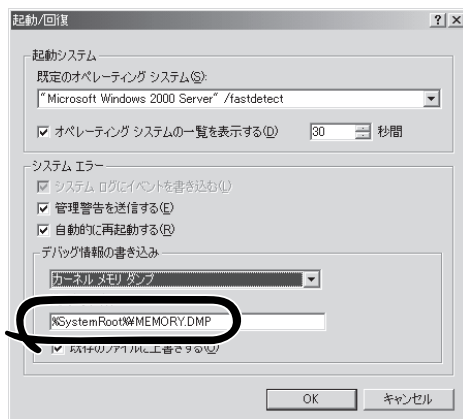 起動/回復
起動システム
既定のオペレーティング システム(S):
"Microsoft Windows 2000 Server" /fastdetect
オペレーティング システムの一覧を表示する(D) 30 秒間
システム エラー
システム ログにイベントを書き込む(L)
管理警告を送信する(E)
自動的に再起動する(R)
デバッグ情報の書き込み
カーネル メモリ ダンプ
%SystemRoot%¥MEMORY.DMP
既存のファイルに上書きする(O)
OK キャンセル